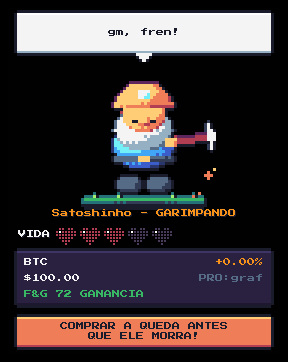 gm, fren!
Satoshinho - GARIMPANDO
VIDA
BTC +0.00%
$100.00 PRO:graf
F&G 72 GANANCIA
COMPRAR A QUEDA ANTES
QUE ELE MORRA!